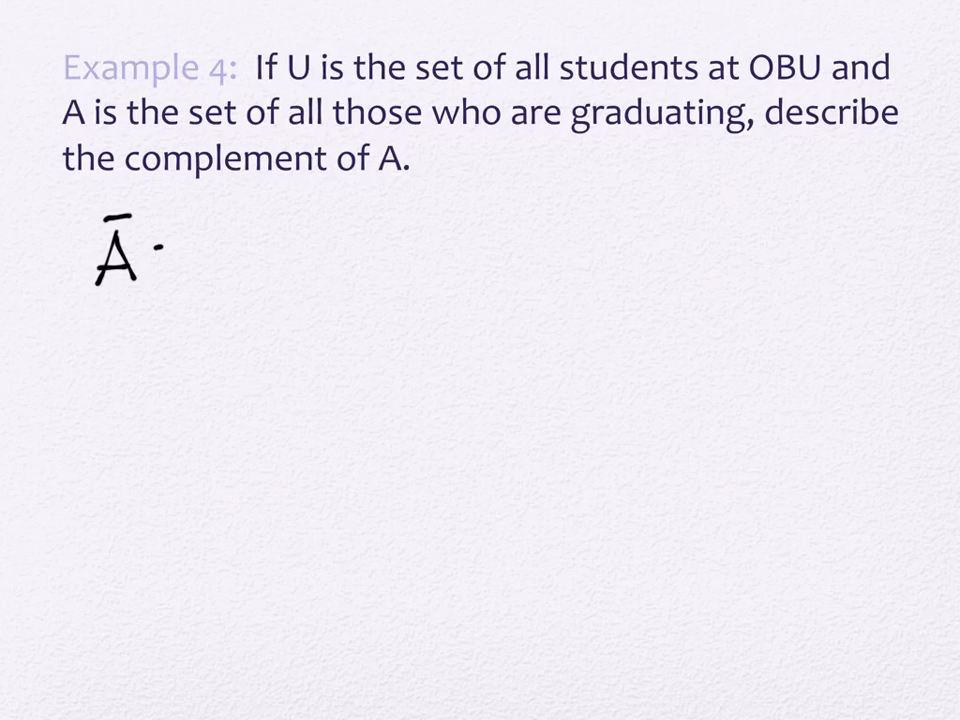 Example 4: If U is the set of all students at OBU and
A is the set of all those who are graduating, describe
the complement of A.
Ā -